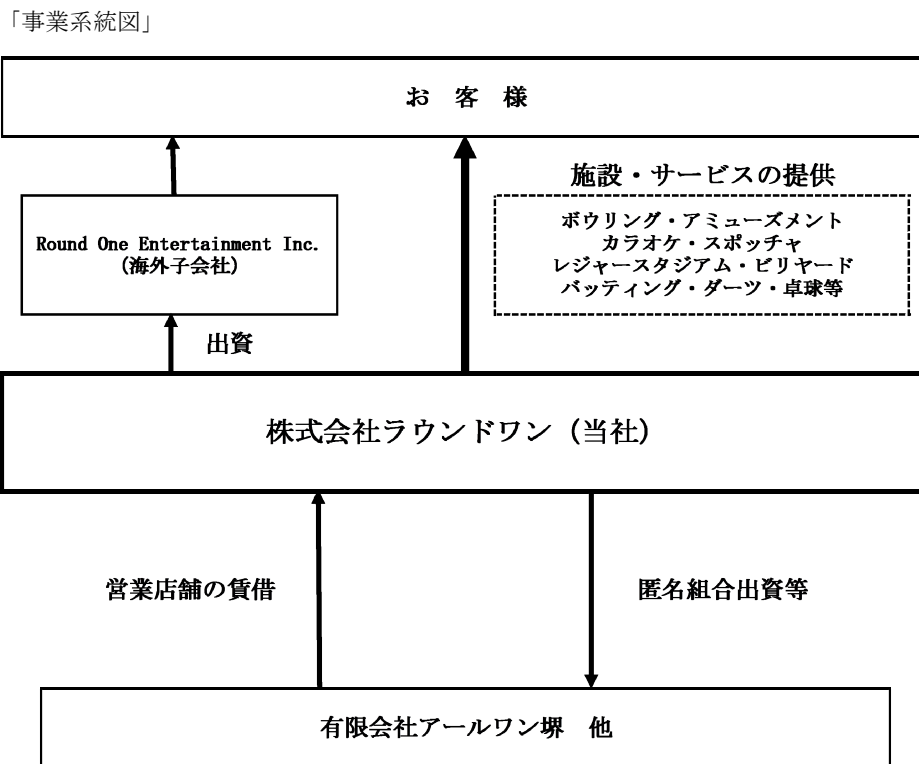 「事業系統図」
お　客　様
施設・サービスの提供
ボウリング・アミューズメント
カラオケ・スポッチャ
レジャースタジアム・ビリヤード
バッティング・ダーツ・卓球等
Round One Entertainment Inc.
(海外子会社)
出資
株式会社ラウンドワン（当社）
営業店舗の賃借
匿名組合出資等
有限会社アールワン堺　他